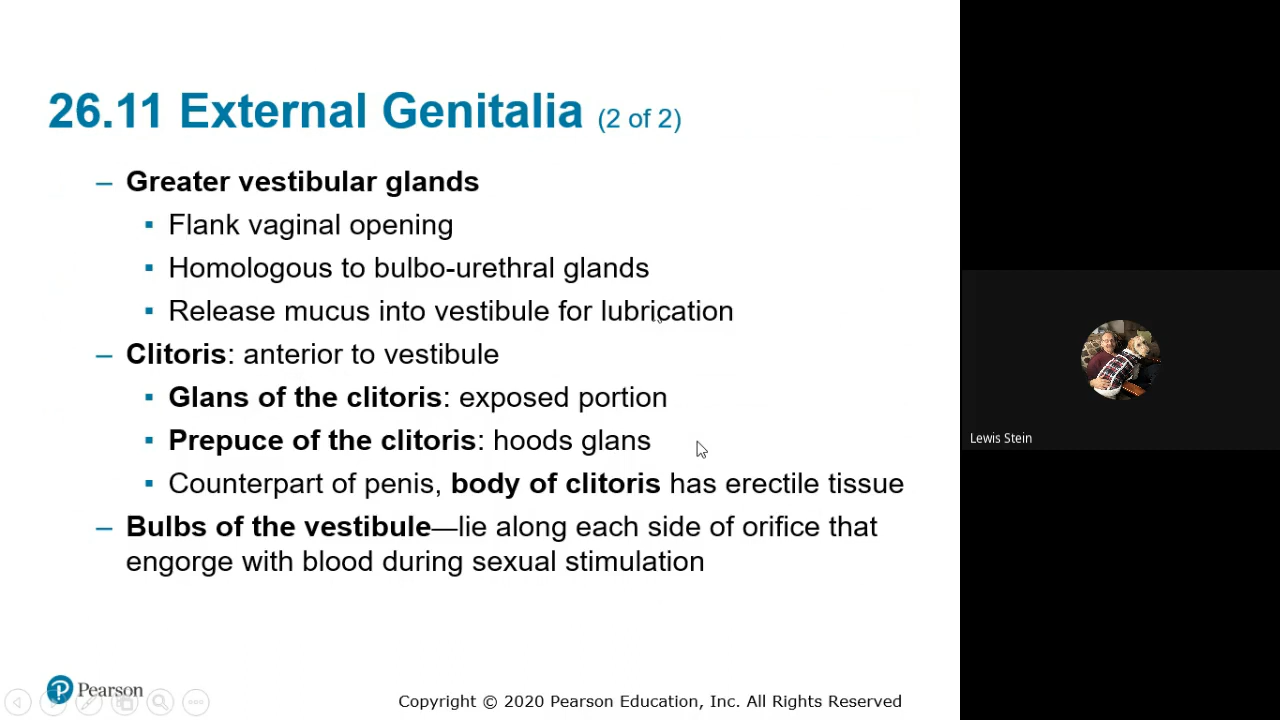 26.11 External Genitalia (2 of 2)
– Greater vestibular glands
▪ Flank vaginal opening
▪ Homologous to bulbo-urethral glands
▪ Release mucus into vestibule for lubrication
– Clitoris: anterior to vestibule
▪ Glans of the clitoris: exposed portion
▪ Prepuce of the clitoris: hoods glans
▪ Counterpart of penis, body of clitoris has erectile tissue
– Bulbs of the vestibule—lie along each side of orifice that
engorge with blood during sexual stimulation
Lewis Stein
Pearson
Copyright © 2020 Pearson Education, Inc. All Rights Reserved